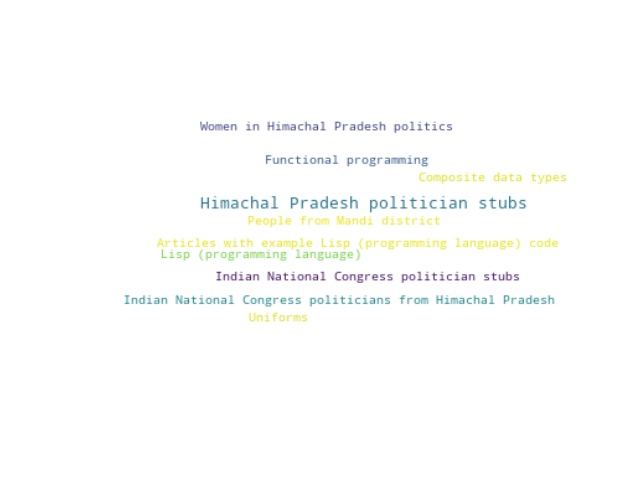 Women in Himachal Pradesh politics
Functional programming
Composite data types
Himachal Pradesh politician stubs
People from Mandi district
Articles with example Lisp (programming language) code
Lisp (programming language)
Indian National Congress politician stubs
Indian National Congress politicians from Himachal Pradesh
Uniforms